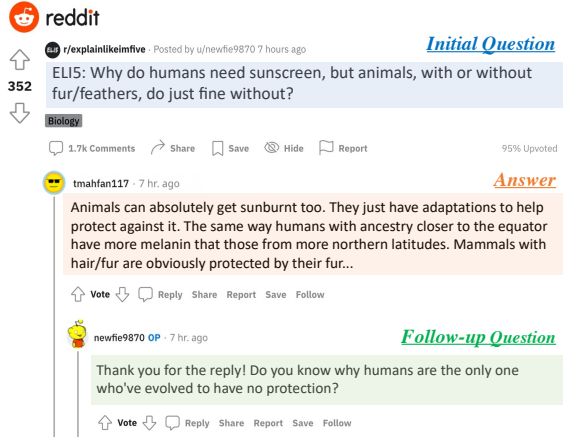 reddit
r/explainlikeimfive · Posted by u/newfie9870 7 hours ago
Initial Question
352
ELI5: Why do humans need sunscreen, but animals, with or without
fur/feathers, do just fine without?
Biology
1.7k Comments Share Save Hide Report 95% Upvoted
tmahfan117 · 7 hr. ago
Answer
Animals can absolutely get sunburnt too. They just have adaptations to help
protect against it. The same way humans with ancestry closer to the equator
have more melanin that those from more northern latitudes. Mammals with
hair/fur are obviously protected by their fur...
Vote Reply Share Report Save Follow
newfie9870 OP · 7 hr. ago
Follow-up Question
Thank you for the reply! Do you know why humans are the only one
who've evolved to have no protection?
Vote Reply Share Report Save Follow